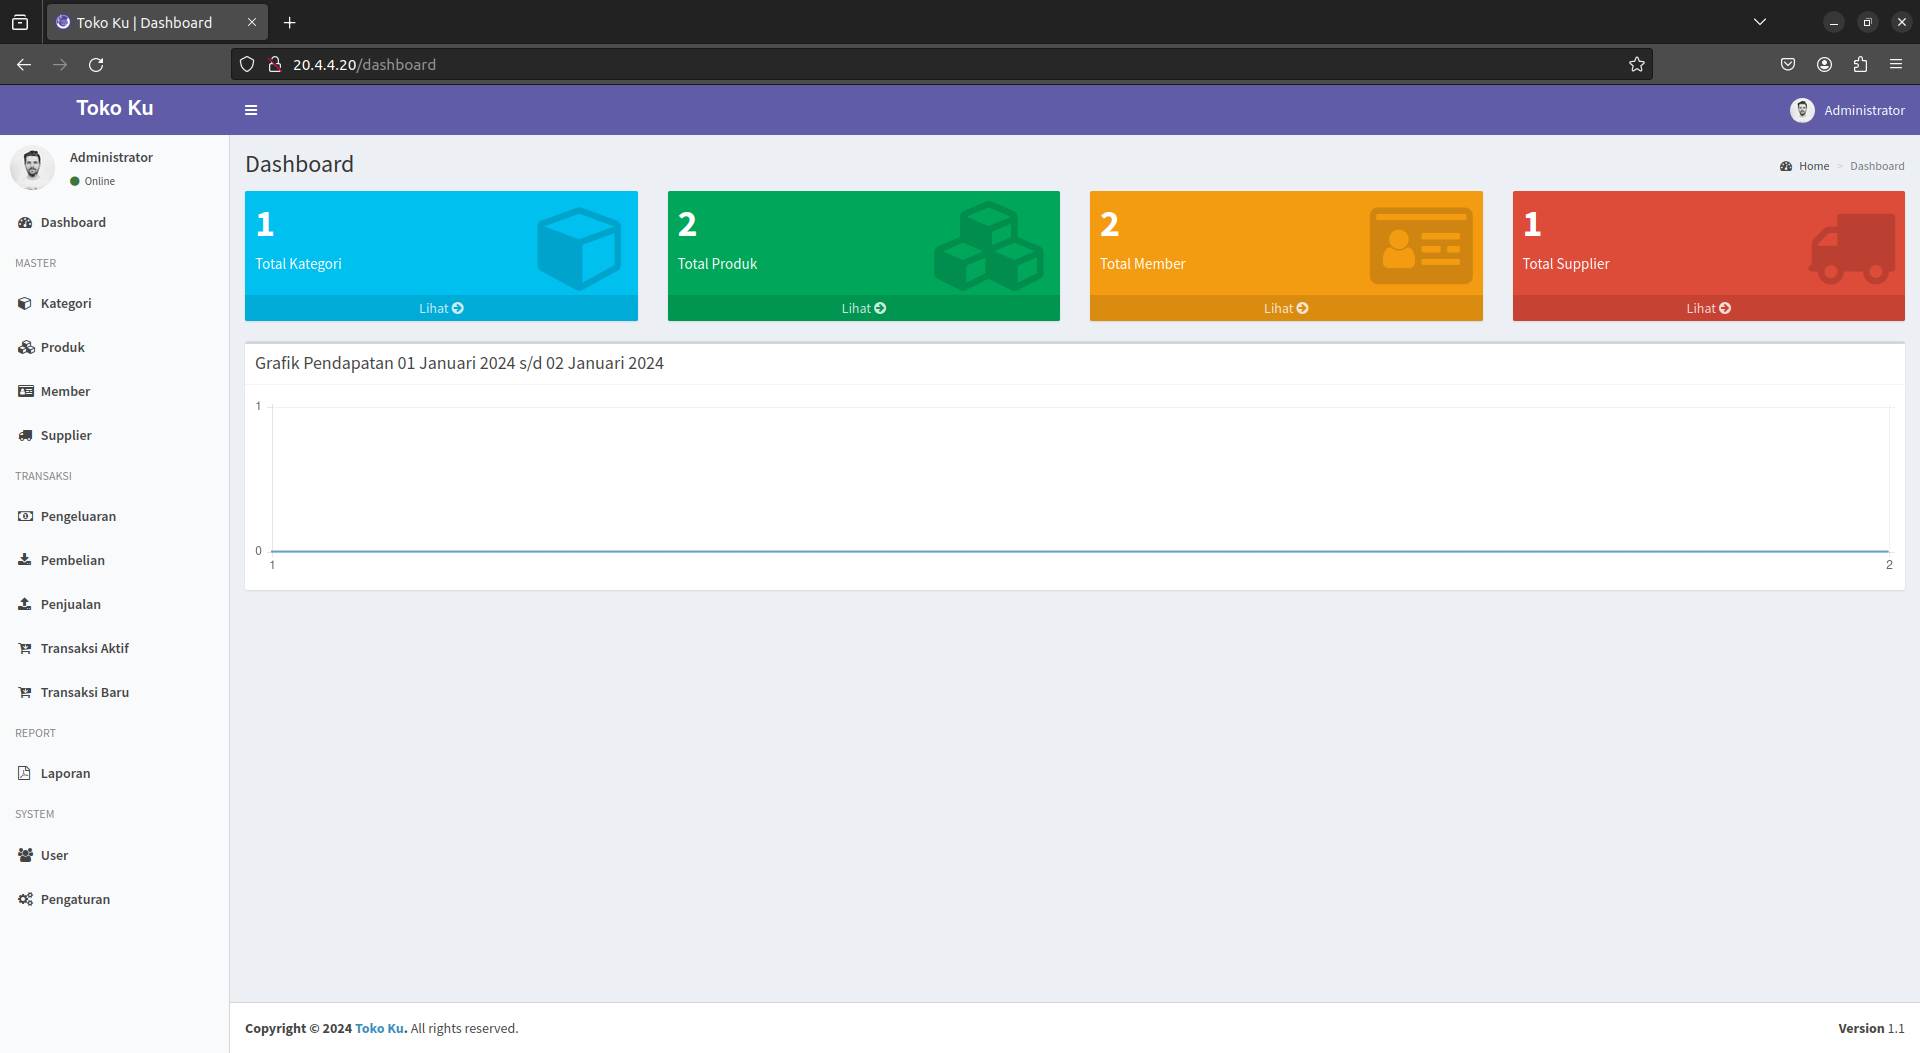 Toko Ku | Dashboard
20.4.4.20/dashboard
Toko Ku
Administrator
Administrator
Online
Dashboard
MASTER
Kategori
Produk
Member
Supplier
TRANSAKSI
Pengeluaran
Pembelian
Penjualan
Transaksi Aktif
Transaksi Baru
REPORT
Laporan
SYSTEM
User
Pengaturan
Dashboard
Home > Dashboard
1
Total Kategori
Lihat
2
Total Produk
Lihat
2
Total Member
Lihat
1
Total Supplier
Lihat
Grafik Pendapatan 01 Januari 2024 s/d 02 Januari 2024
1
0
1
2
Copyright © 2024 Toko Ku. All rights reserved.
Version 1.1